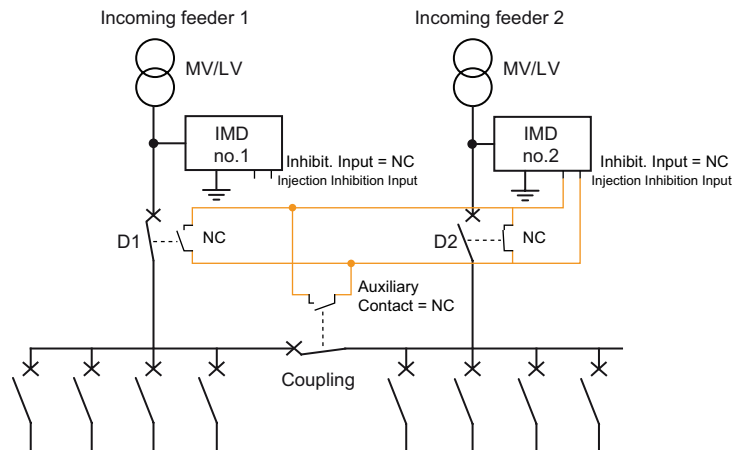 Incoming feeder 1
Incoming feeder 2
MV/LV
MV/LV
IMD
no.1
Inhibit. Input = NC
Injection Inhibition Input
IMD
no.2
Inhibit. Input = NC
Injection Inhibition Input
D1
NC
D2
NC
Auxiliary
Contact = NC
Coupling